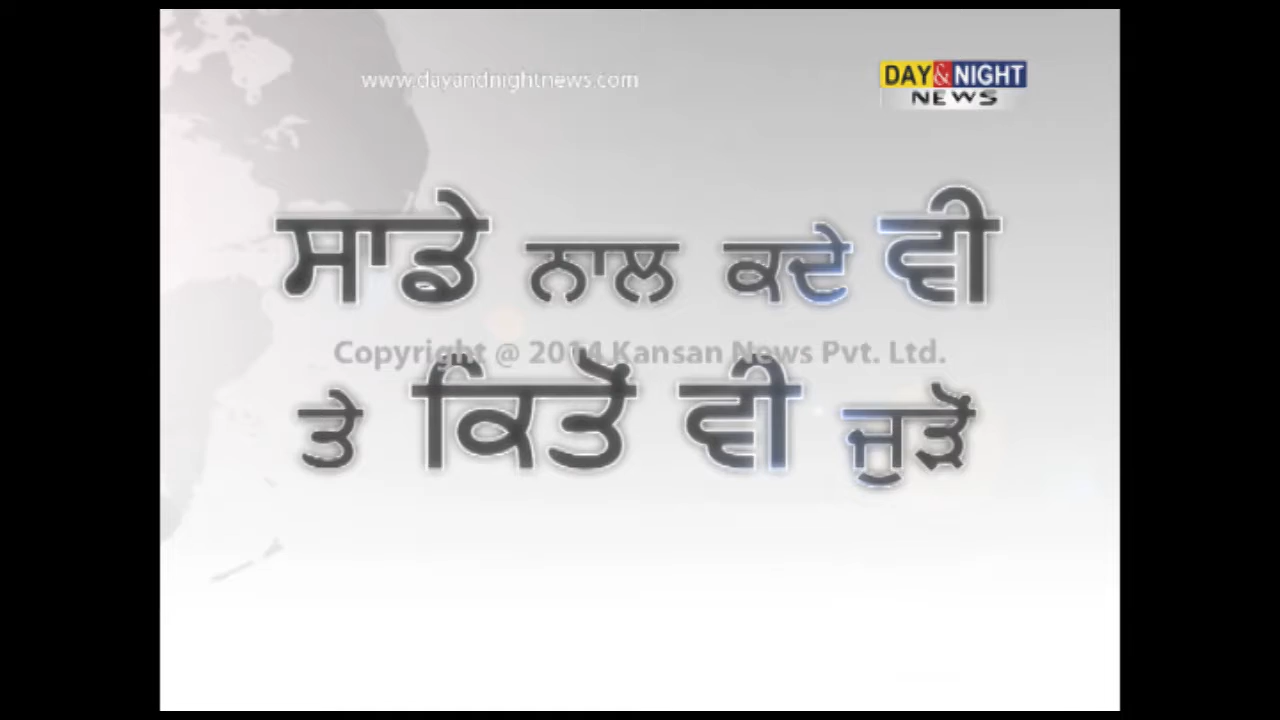 www.dayandnightnews.com
DAY&NIGHT
NEWS
ਸਾਡੇ ਨਾਲ ਕਦੇ ਵੀ
Copyright @ 2014 Kansan News Pvt. Ltd.
ਤੇ ਕਿਤੋਂ ਵੀ ਜੁੜੋਂ